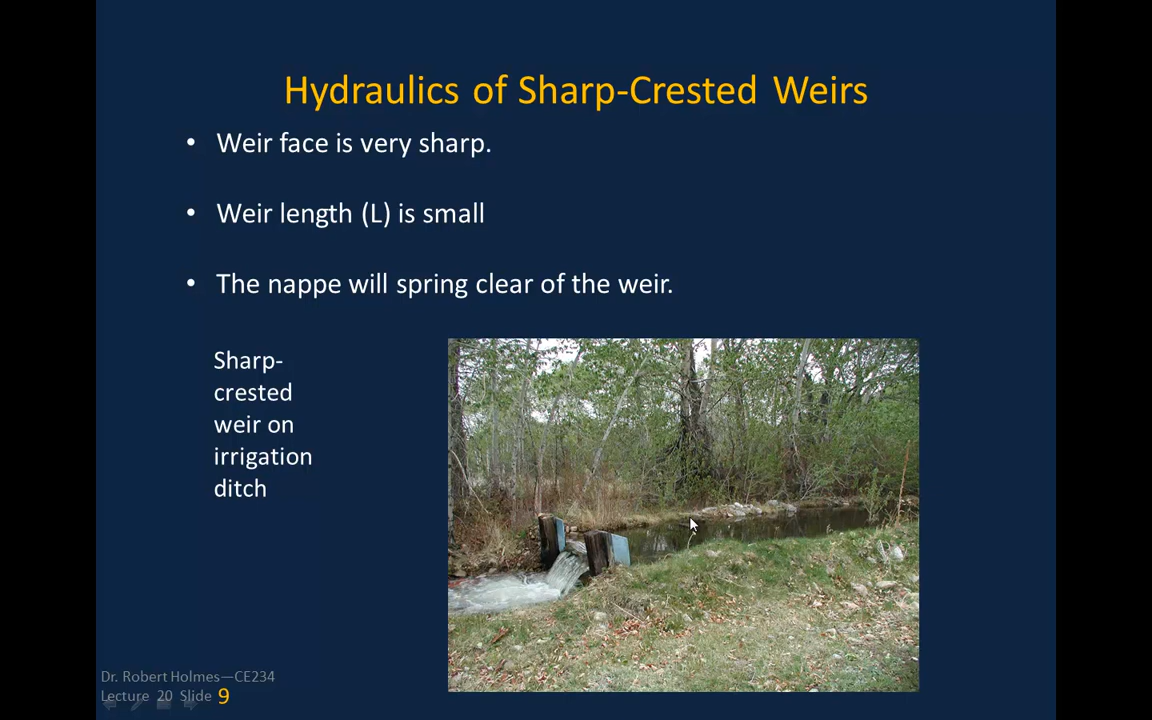 Hydraulics of Sharp-Crested Weirs
• Weir face is very sharp.
• Weir length (L) is small
• The nappe will spring clear of the weir.
Sharp-
crested
weir on
irrigation
ditch
Dr. Robert Holmes—CE234
Lecture 20 Slide 9